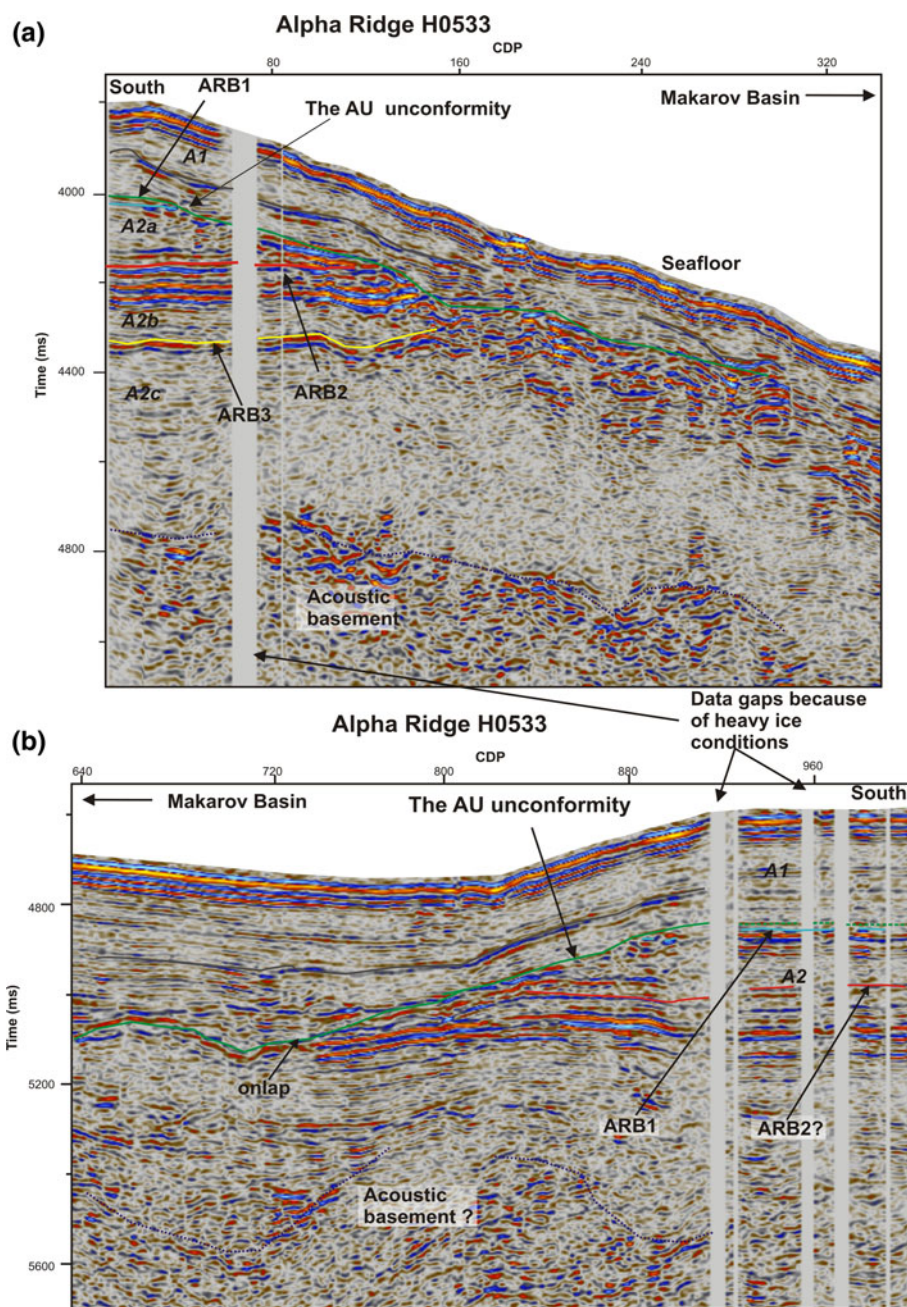 (a)
Alpha Ridge H0533
CDP
80
160
240
320
South
ARB1
The AU unconformity
Makarov Basin
A1
4000
A2a
Seafloor
A2b
Time (ms)
4400
A2c
ARB3
ARB2
4800
Acoustic
basement
Data gaps because
of heavy ice
conditions
(b)
Alpha Ridge H0533
CDP
640
720
800
880
960
Makarov Basin
The AU unconformity
South
A1
4800
A2
Time (ms)
onlap
5200
ARB1
ARB2?
Acoustic
basement ?
5600